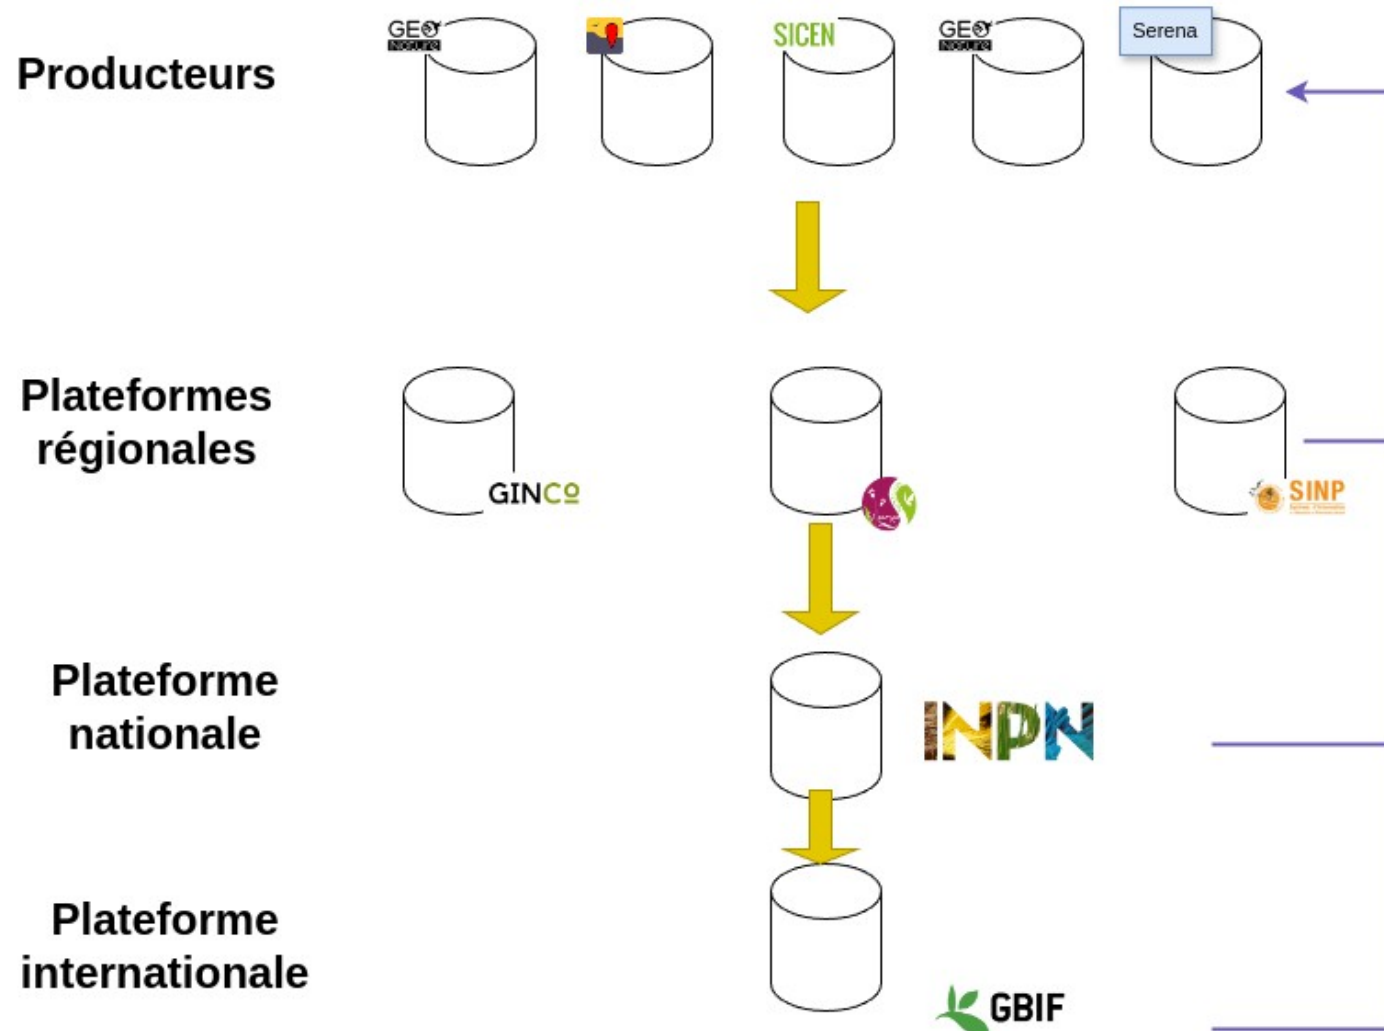 GEO
Nature
SICEN
GEO
Nature
Serena
Producteurs
Plateformes
régionales
GINCO
SINP
Plateforme
nationale
INPN
Plateforme
internationale
GBIF